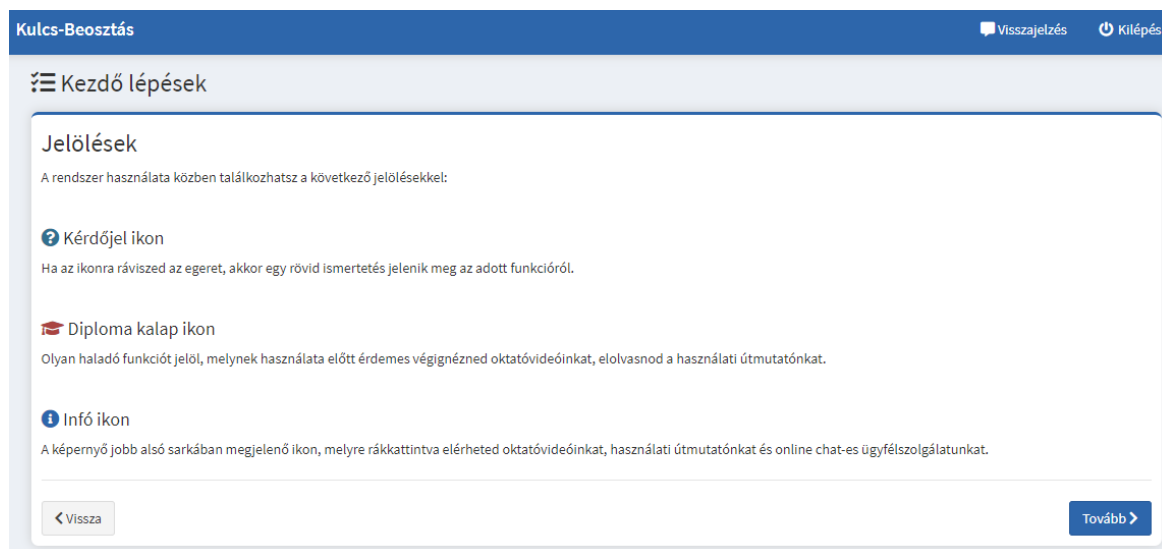 Kulcs-Beosztás
Visszajelzés
Kilépés
Kezdő lépések
Jelölések
A rendszer használata közben találkozhatsz a következő jelölésekkel:
Kérdőjel ikon
Ha az ikonra ráviszed az egeret, akkor egy rövid ismertetés jelenik meg az adott funkcióról.
Diploma kalap ikon
Olyan haladó funkciót jelöl, melynek használata előtt érdemes végignézned oktatóvideóinkat, elolvasnod a használati útmutatónkat.
Infó ikon
A képernyő jobb alsó sarkában megjelenő ikon, melyre rákkattintva elérheted oktatóvideóinkat, használati útmutatónkat és online chat-es ügyfélszolgálatunkat.
Vissza
Tovább